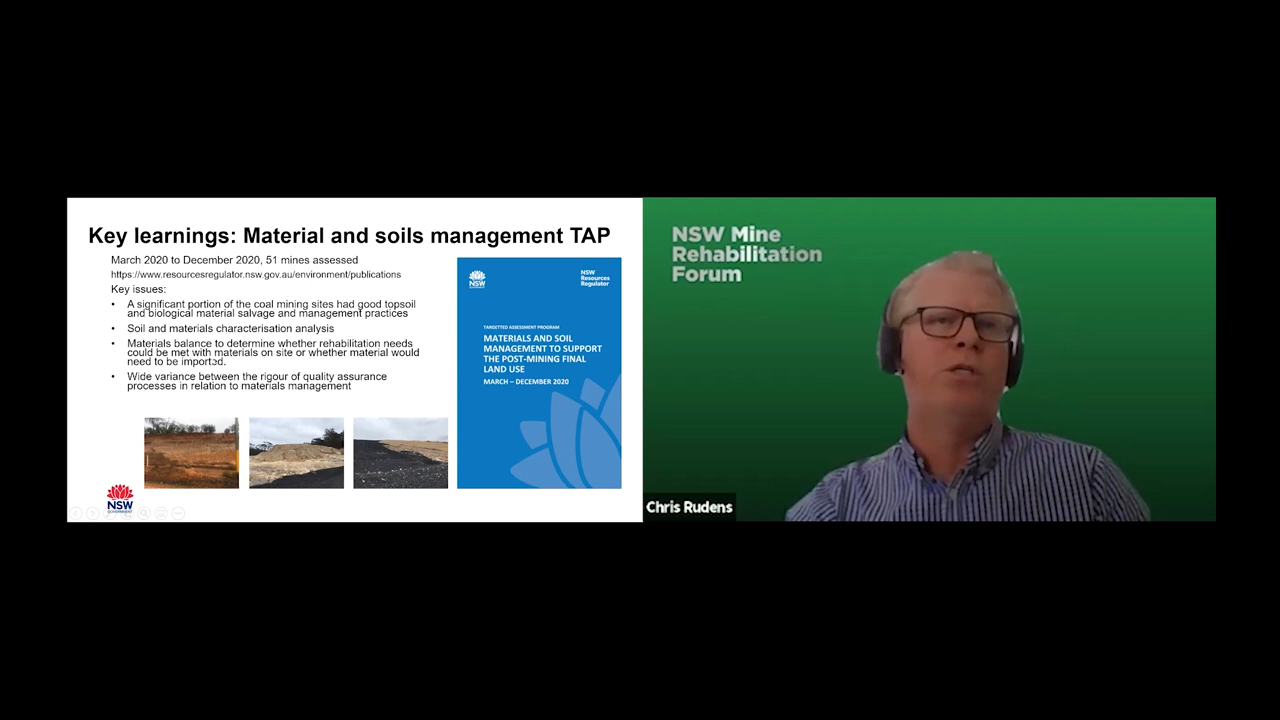 Key learnings: Material and soils management TAP
March 2020 to December 2020, 51 mines assessed
https://www.resourcesregulator.nsw.gov.au/environment/publications
Key issues:
• A significant portion of the coal mining sites had good topsoil
and biological material salvage and management practices
• Soil and materials characterisation analysis
• Materials balance to determine whether rehabilitation needs
could be met with materials on site or whether material would
need to be imported.
• Wide variance between the rigour of quality assurance
processes in relation to materials management
NSW
GOVERNMENT
NSW
GOVERNMENT
NSW
Resources
Regulator
TARGETTED ASSESSMENT PROGRAM
MATERIALS AND SOIL
MANAGEMENT TO SUPPORT
THE POST-MINING FINAL
LAND USE
MARCH – DECEMBER 2020
NSW Mine
Rehabilitation
Forum
Chris Rudens